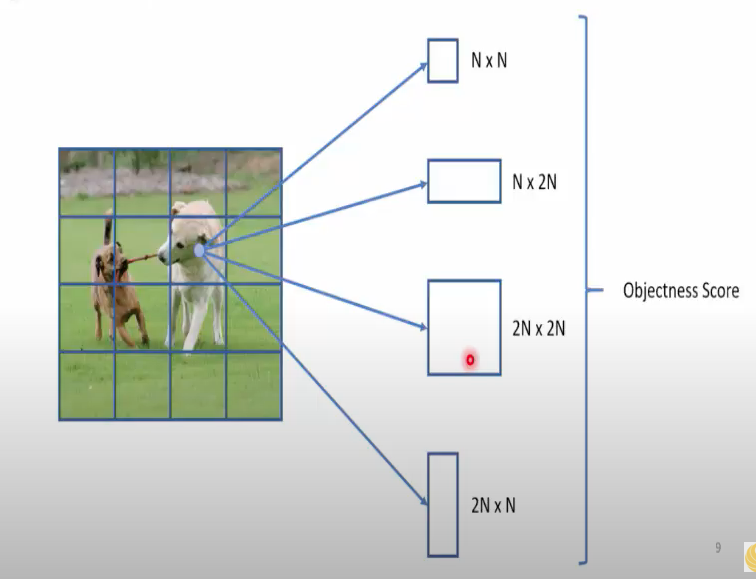 N x N
N x 2N
Objectness Score
2N x 2N
2N x N
9